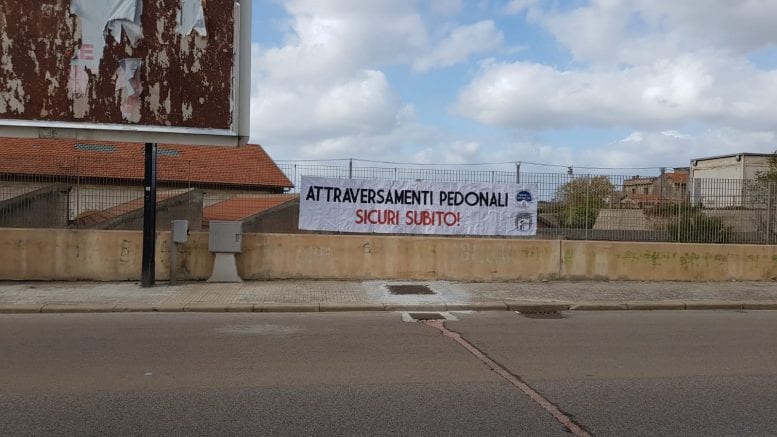 ATTRAVERSAMENTI PEDONALI
SICURI SUBITO!